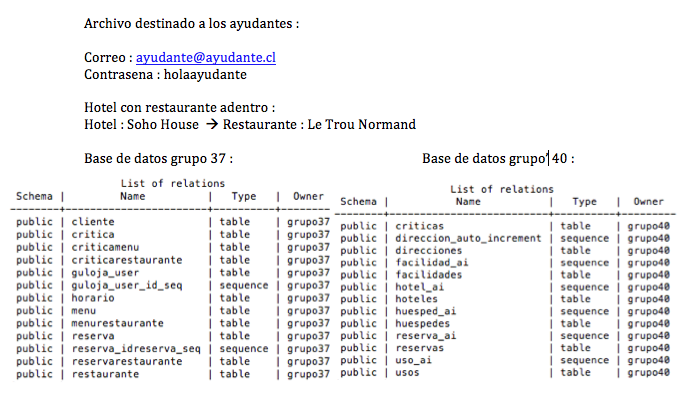 Archivo destinado a los ayudantes :
Correo : ayudante@ayudante.cl
Contrasena : holaayudante
Hotel con restaurante adentro :
Hotel : Soho House → Restaurante : Le Trou Normand
Base de datos grupo 37 :
List of relations
Schema | Name | Type | Owner
--------+------------------------+----------+---------
public | cliente | table | grupo37
public | critica | table | grupo37
public | criticamenu | table | grupo37
public | criticarestaurante | table | grupo37
public | guloja_user | table | grupo37
public | guloja_user_id_seq | sequence | grupo37
public | horario | table | grupo37
public | menu | table | grupo37
public | menurestaurante | table | grupo37
public | reserva | table | grupo37
public | reserva_idreserva_seq | sequence | grupo37
public | reservarestaurante | table | grupo37
public | restaurante | table | grupo37
Base de datos grupo' 40 :
List of relations
Schema | Name | Type | Owner
--------+------------------------+----------+---------
public | criticas | table | grupo40
public | direccion_auto_increment | sequence | grupo40
public | direcciones | table | grupo40
public | facilidad_ai | sequence | grupo40
public | facilidades | table | grupo40
public | hotel_ai | sequence | grupo40
public | hoteles | table | grupo40
public | huesped_ai | sequence | grupo40
public | huespedes | table | grupo40
public | reserva_ai | sequence | grupo40
public | reservas | table | grupo40
public | uso_ai | sequence | grupo40
public | usos | table | grupo40